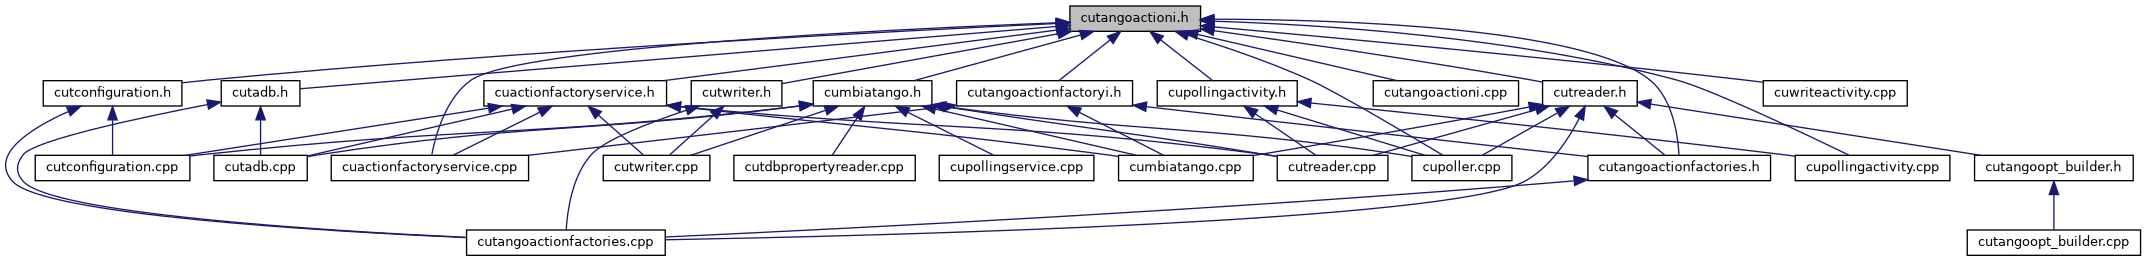 cutangoactioni.h
cutconfiguration.h
cutadb.h
cuactionfactoryservice.h
cutwriter.h
cumbiatango.h
cutangoactionfactoryi.h
cupollingactivity.h
cutangoactioni.cpp
cutreader.h
cuwriteactivity.cpp
cutconfiguration.cpp
cutadb.cpp
cuactionfactoryservice.cpp
cutwriter.cpp
cutdbpropertyreader.cpp
cupollingservice.cpp
cumbiatango.cpp
cutreader.cpp
cupoller.cpp
cutangoactionfactories.h
cupollingactivity.cpp
cutangoopt_builder.h
cutangoactionfactories.cpp
cutangoopt_builder.cpp